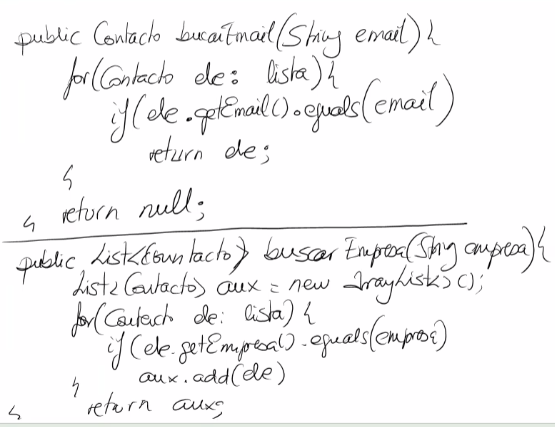 public Contacto buscarEmail(String email){
for(Contacto ele: lista){
if(ele.getEmail().equals(email)
return ele;
}
} return null;
public List<Contacto> buscarEmpresa(String empresa){
List<Contacto> aux = new ArrayList<>();
for(Contacto ele: lista) {
if(ele.getEmpresa().equals(empresa)
} aux.add(ele)
} return aux;